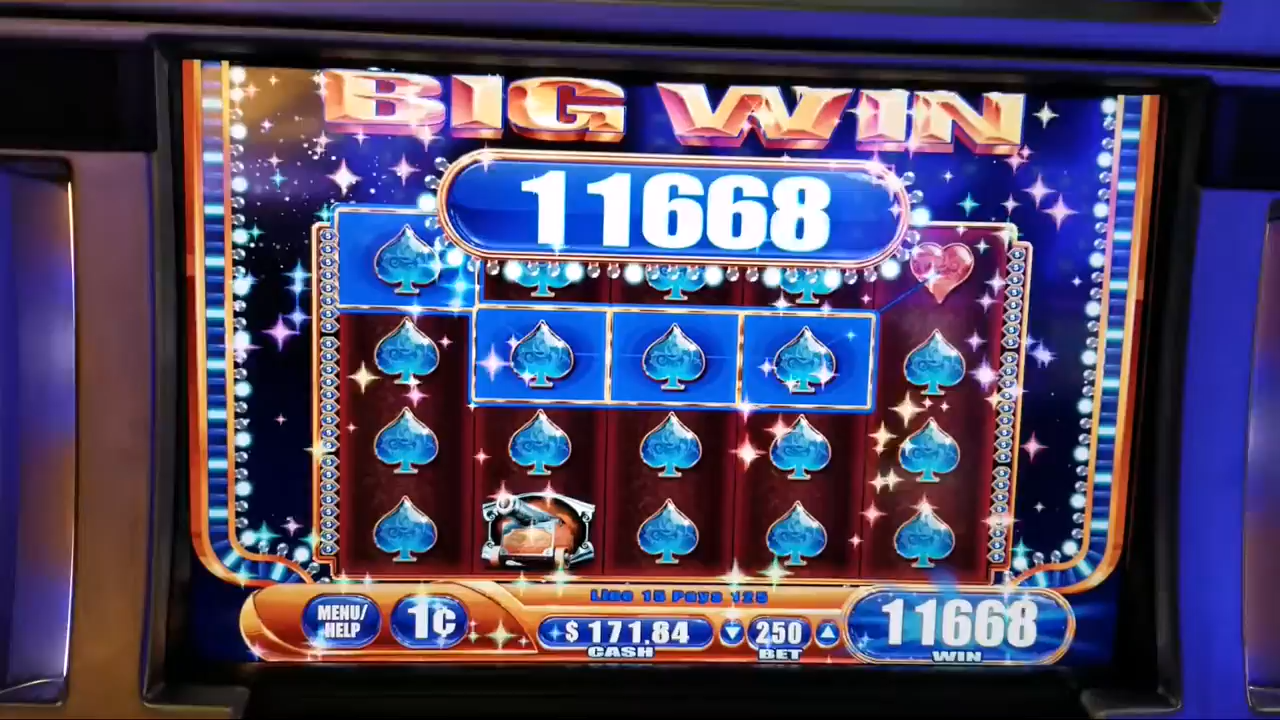 BIG WIN
11668
MENU/
HELP
1¢
Line 15 Pays 125
$ 171.84
CASH
250
BET
11668
WIN